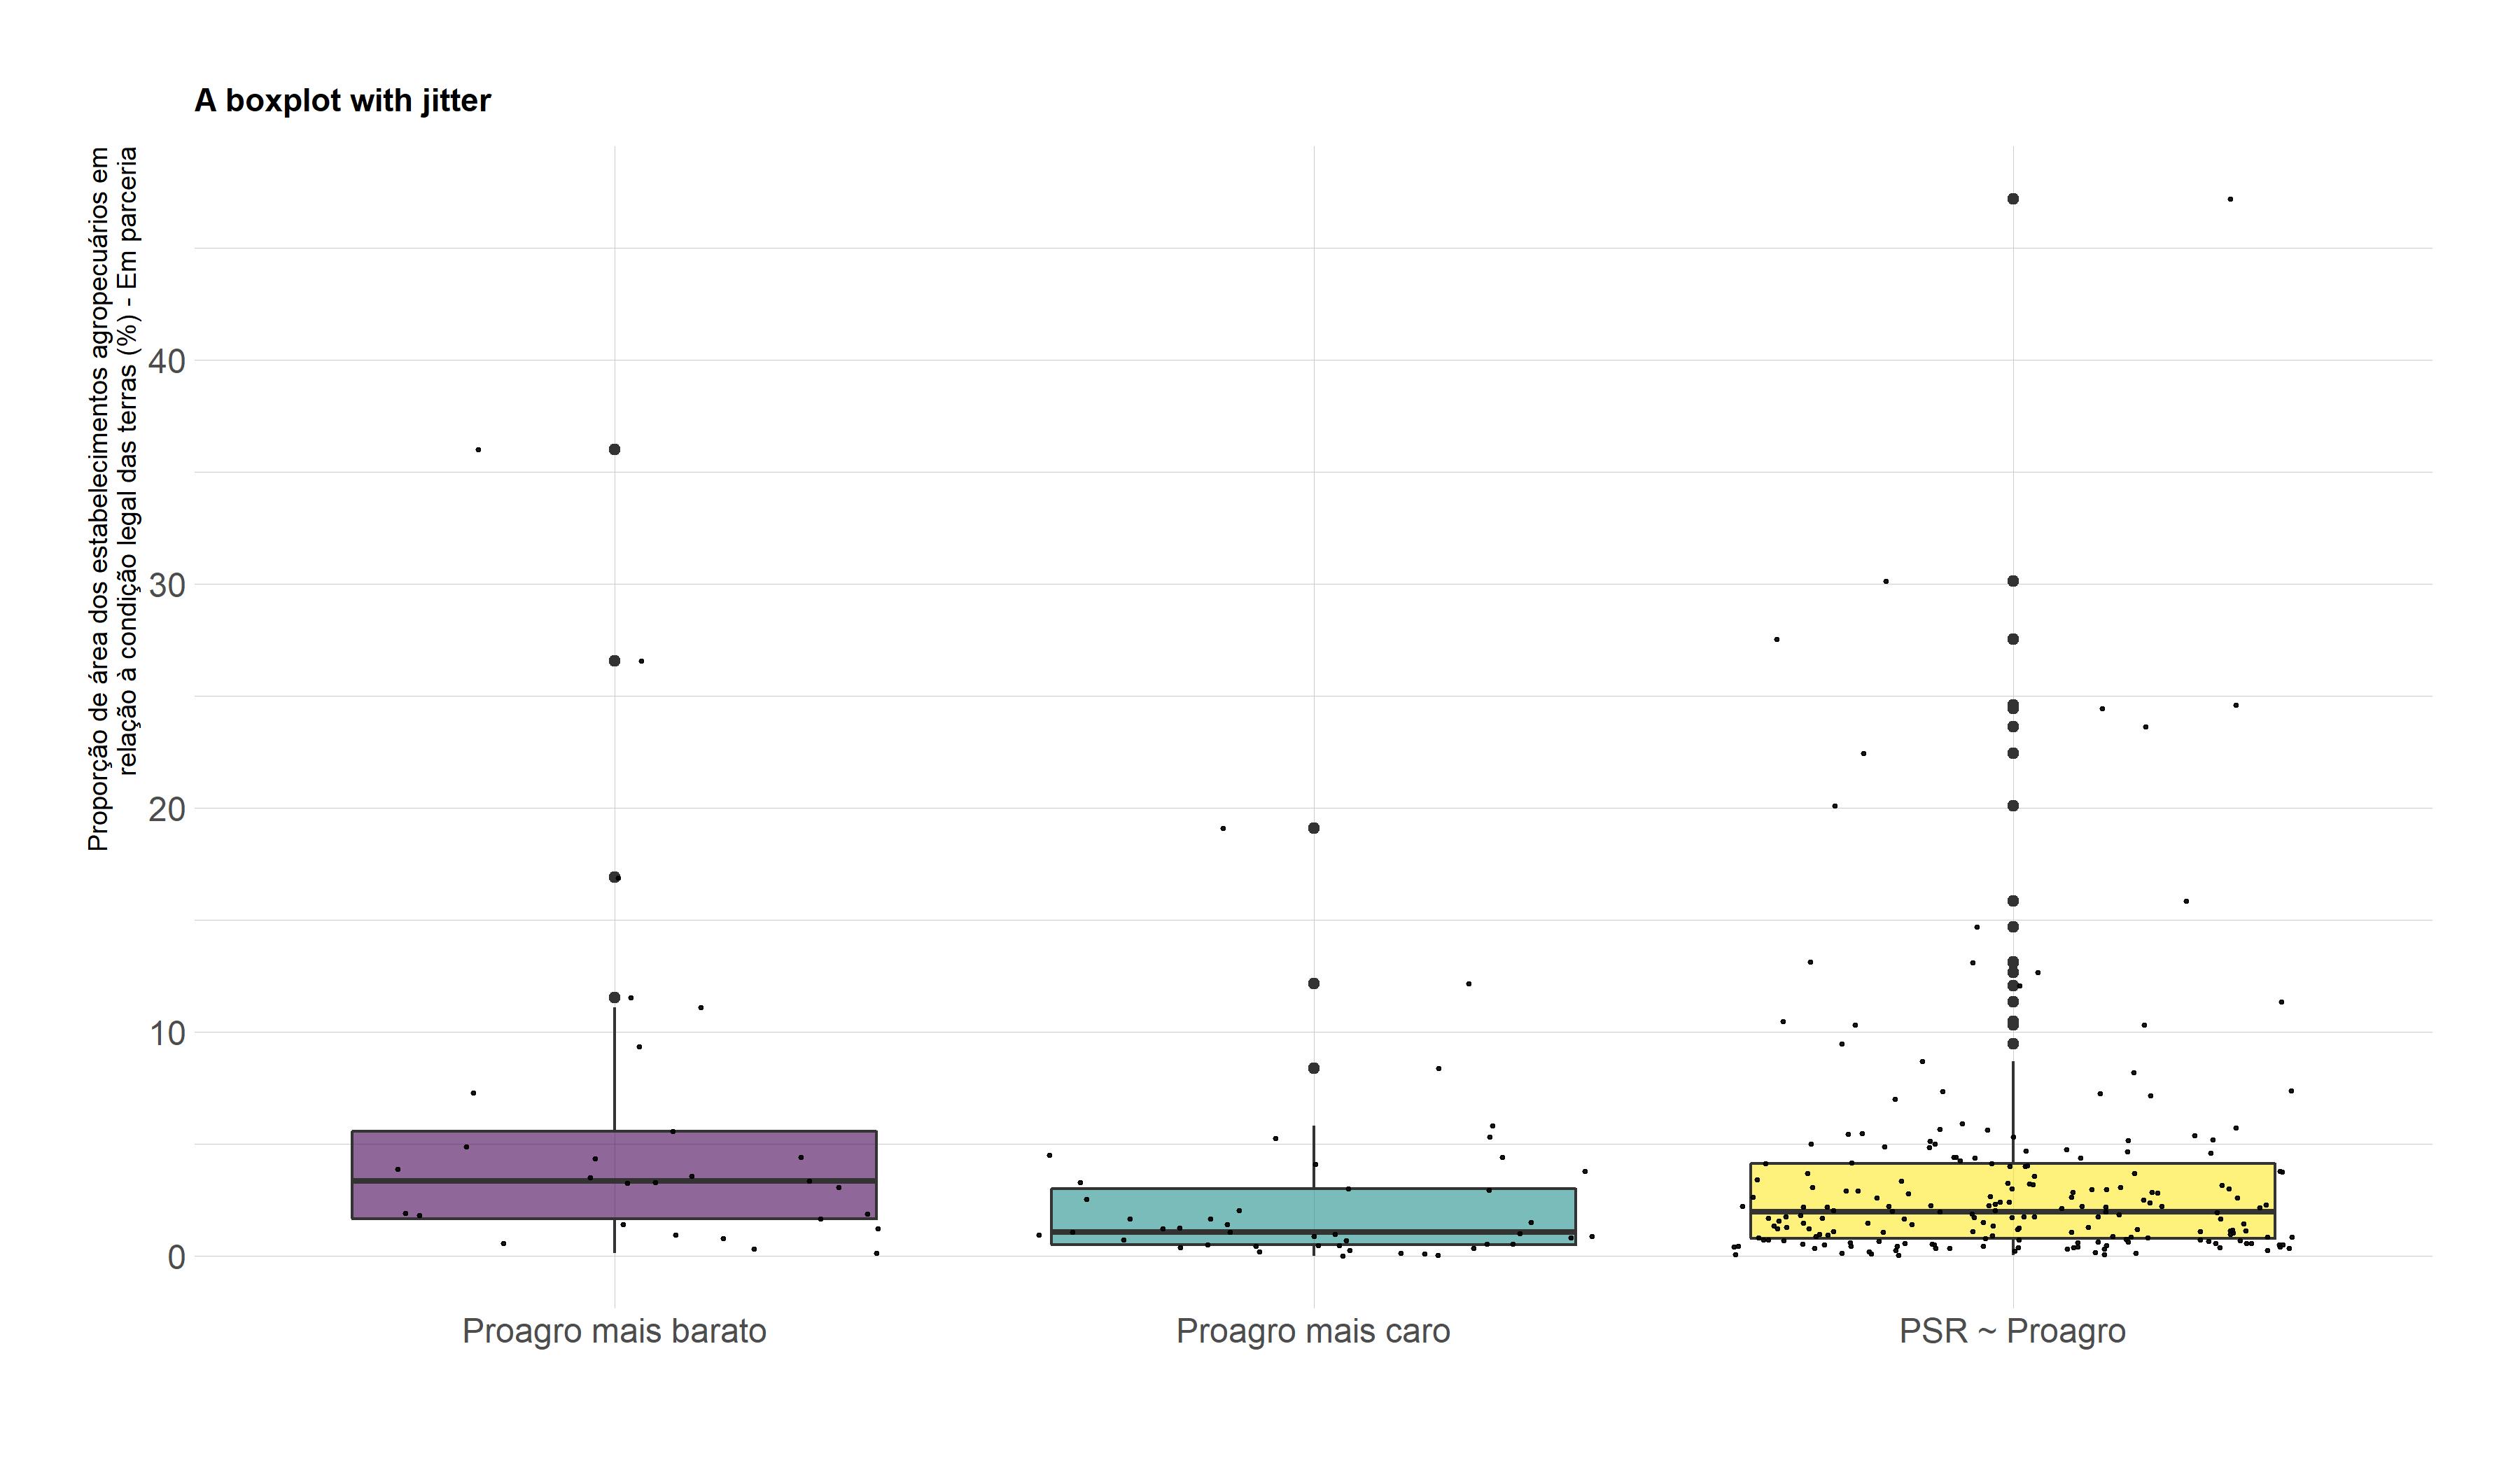 A boxplot with jitter
Proporção de área dos estabelecimentos agropecuários em
relação à condição legal das terras (%) - Em parceria
40
30
20
10
0
Proagro mais barato
Proagro mais caro
PSR ~ Proagro